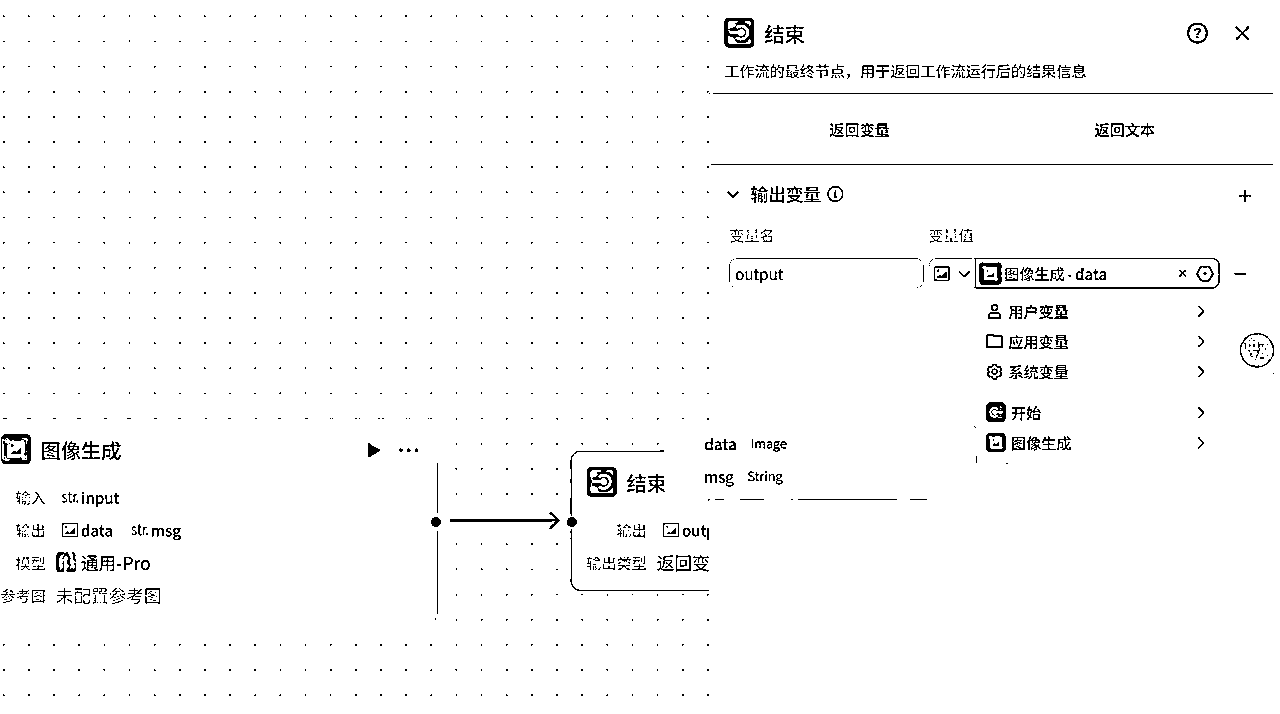 结束
工作流的最终节点，用于返回工作流运行后的结果信息
返回变量 返回文本
输出变量
变量名 变量值
output 图像生成 - data
用户变量
应用变量
系统变量
开始
图像生成
data Image
msg String
图像生成
输入 str. input
输出 data str. msg
模型 通用-Pro
参考图 未配置参考图
结束
输出 outp
输出类型 返回变